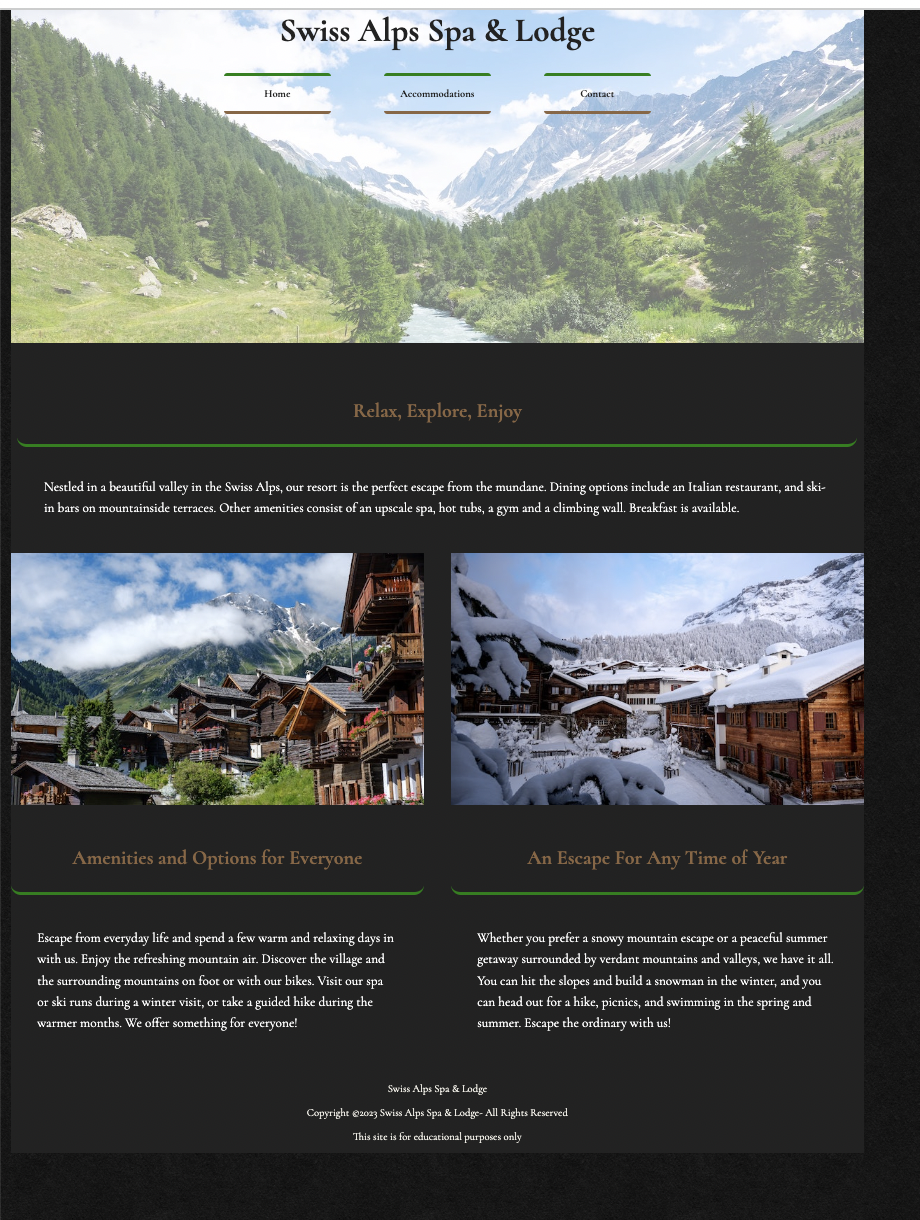 Swiss Alps Spa & Lodge
Home
Accommodations
Contact
Relax, Explore, Enjoy
Nestled in a beautiful valley in the Swiss Alps, our resort is the perfect escape from the mundane. Dining options include an Italian restaurant, and ski-
in bars on mountainside terraces. Other amenities consist of an upscale spa, hot tubs, a gym and a climbing wall. Breakfast is available.
Amenities and Options for Everyone
Escape from everyday life and spend a few warm and relaxing days in
with us. Enjoy the refreshing mountain air. Discover the village and
the surrounding mountains on foot or with our bikes. Visit our spa
or ski runs during a winter visit, or take a guided hike during the
warmer months. We offer something for everyone!
An Escape For Any Time of Year
Whether you prefer a snowy mountain escape or a peaceful summer
getaway surrounded by verdant mountains and valleys, we have it all.
You can hit the slopes and build a snowman in the winter, and you
can head out for a hike, picnics, and swimming in the spring and
summer. Escape the ordinary with us!
Swiss Alps Spa & Lodge
Copyright ©2023 Swiss Alps Spa & Lodge- All Rights Reserved
This site is for educational purposes only